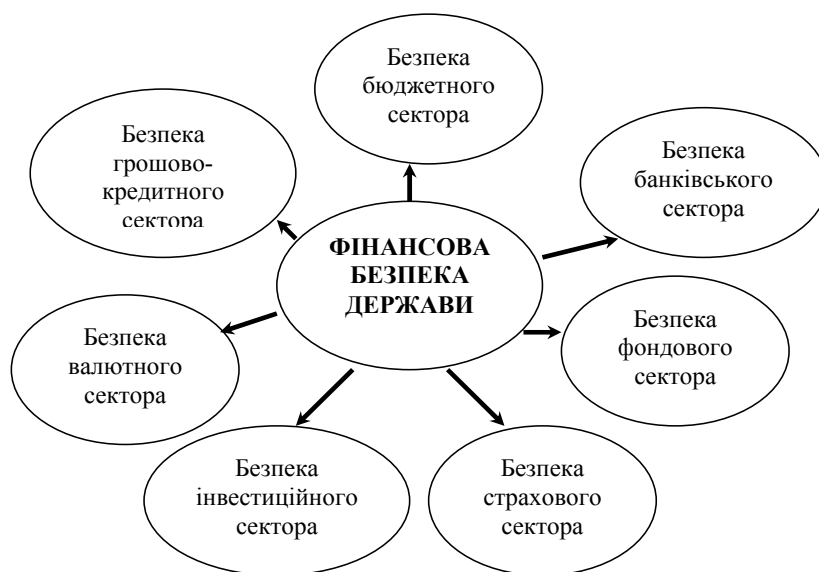 Безпека
бюджетного
сектора
Безпека
грошово-
кредитного
сектора
Безпека
банківського
сектора
ФІНАНСОВА
БЕЗПЕКА
ДЕРЖАВИ
Безпека
валютного
сектора
Безпека
фондового
сектора
Безпека
інвестиційного
сектора
Безпека
страхового
сектора